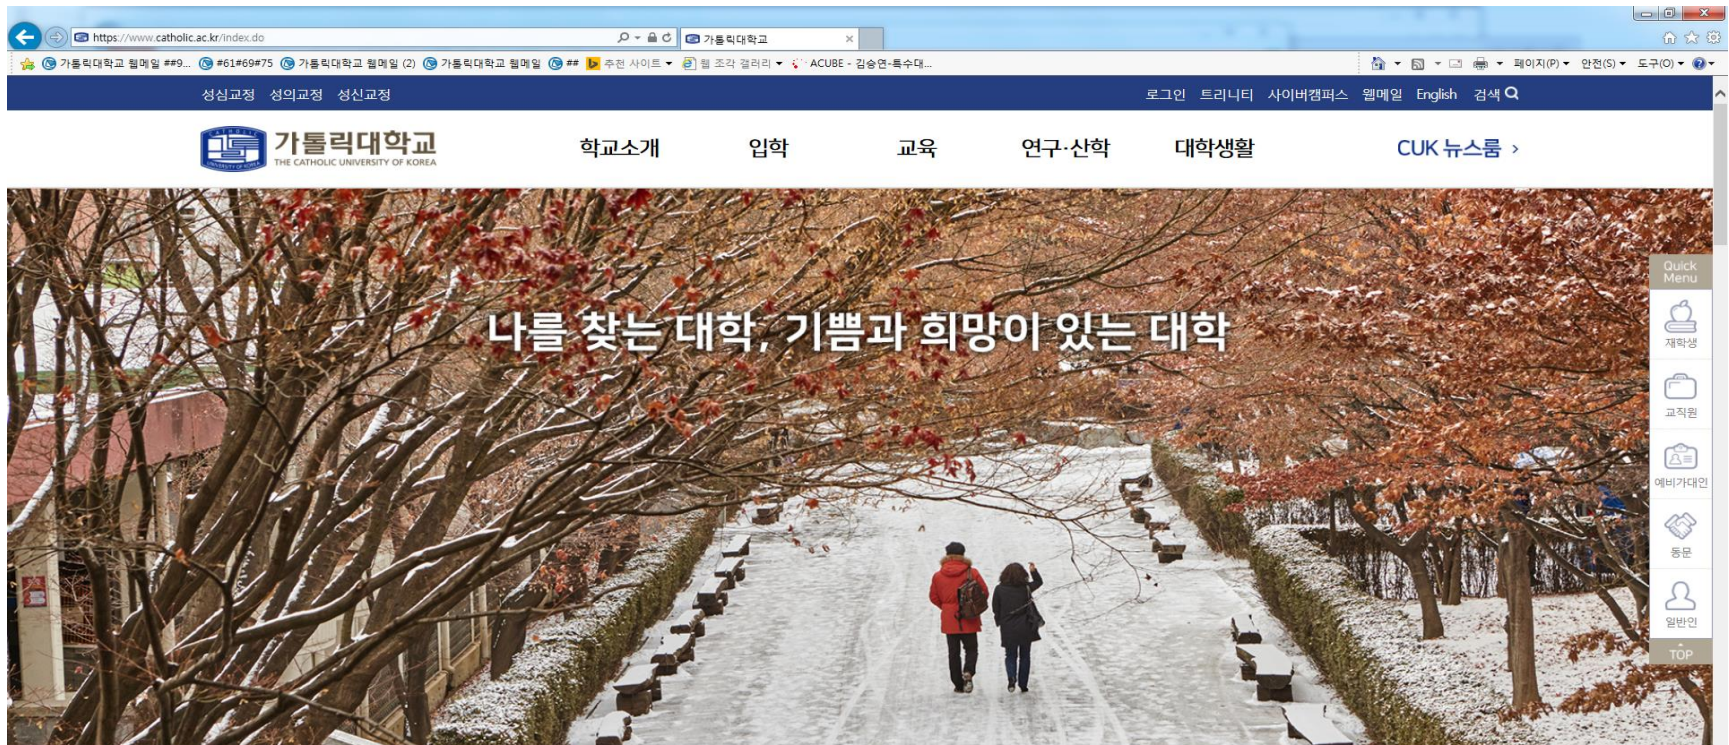 https://www.catholic.ac.kr/index.do
가톨릭대학교
가톨릭대학교 웹메일 ##9... #61#69#75 가톨릭대학교 웹메일 (2) 가톨릭대학교 웹메일 ## 추천 사이트 웹 조각 갤러리 ACUBE - 김승연-특수대...
페이지(P) 안전(S) 도구(O)
성심교정 성의교정 성신교정
로그인 트리니티 사이버캠퍼스 웹메일 English 검색
CATHOLIC
UNIVERSITY OF KOREA
가톨릭대학교
THE CATHOLIC UNIVERSITY OF KOREA
학교소개 입학 교육 연구·산학 대학생활
CUK 뉴스룸 >
나를 찾는 대학, 기쁨과 희망이 있는 대학
Quick
Menu
재학생
교직원
예비가대인
동문
일반인
TOP